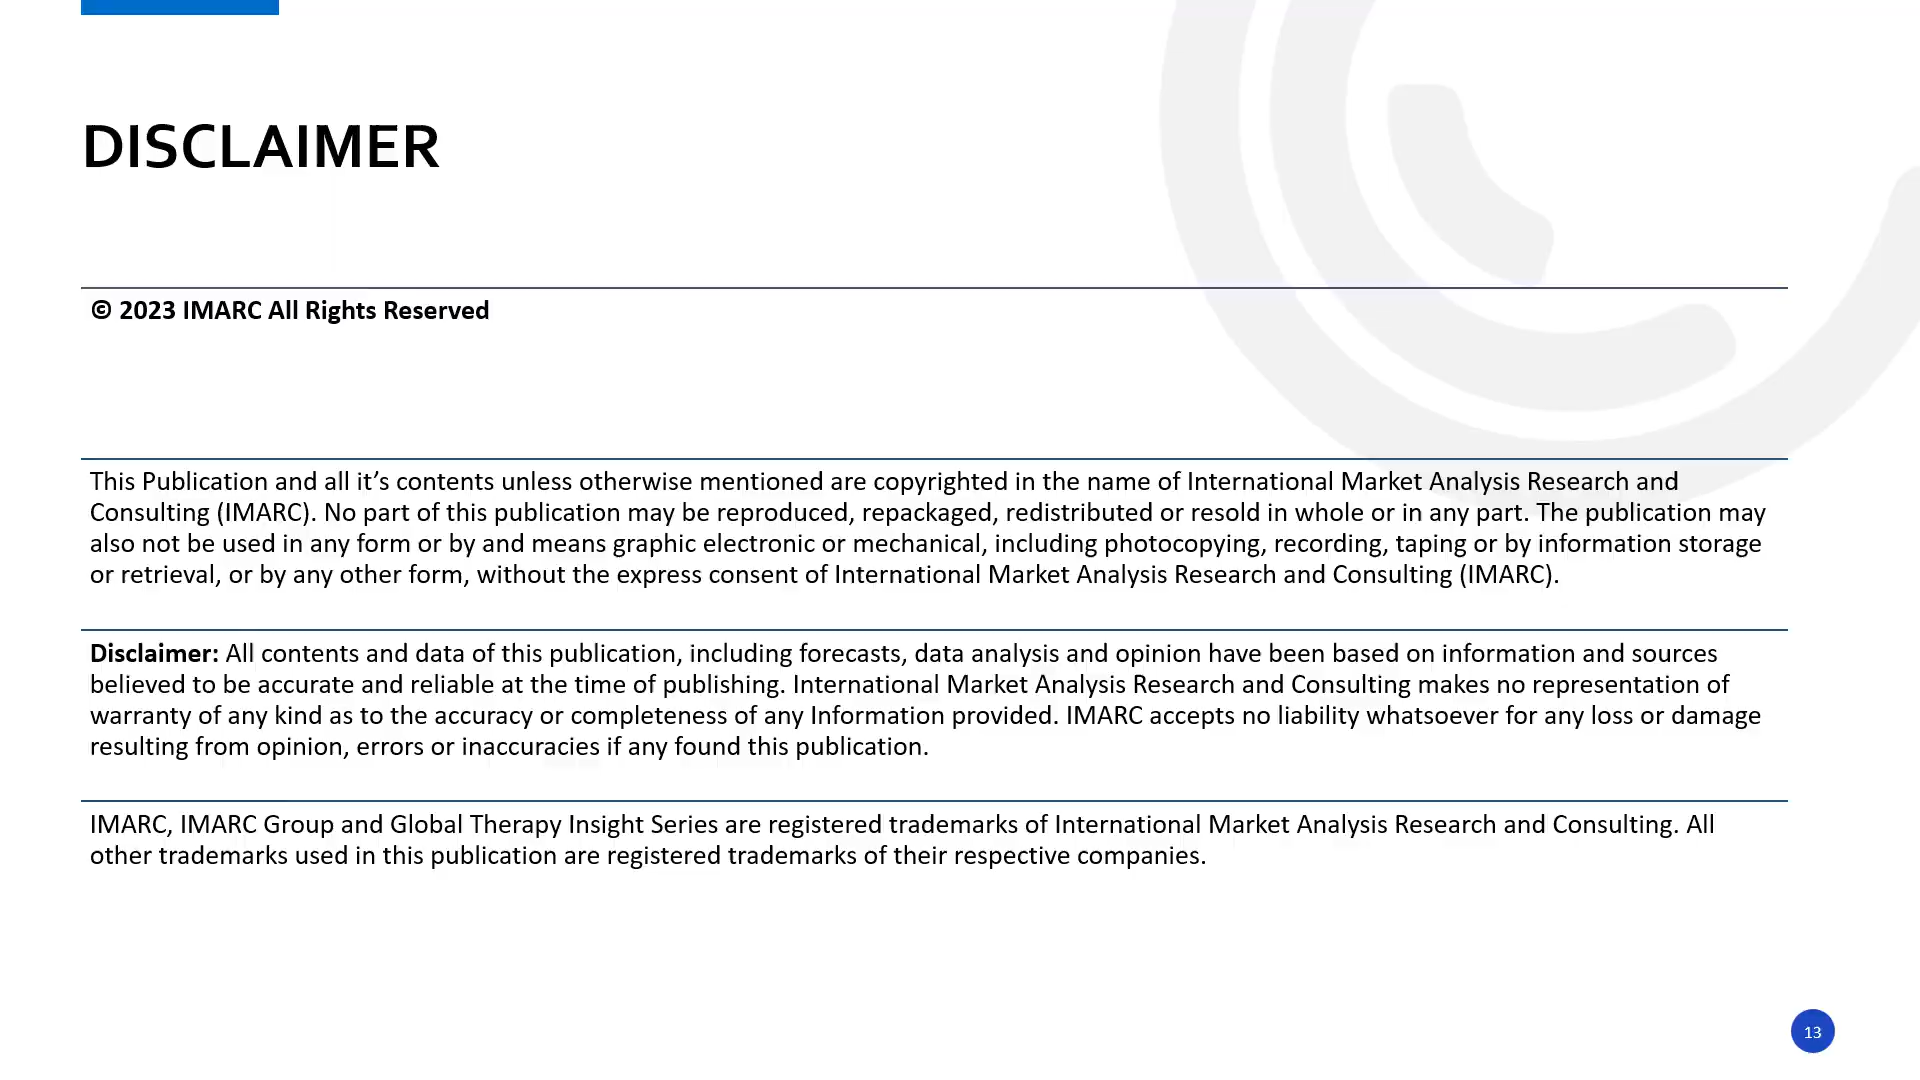 DISCLAIMER
© 2023 IMARC All Rights Reserved
This Publication and all it’s contents unless otherwise mentioned are copyrighted in the name of International Market Analysis Research and
Consulting (IMARC). No part of this publication may be reproduced, repackaged, redistributed or resold in whole or in any part. The publication may
also not be used in any form or by and means graphic electronic or mechanical, including photocopying, recording, taping or by information storage
or retrieval, or by any other form, without the express consent of International Market Analysis Research and Consulting (IMARC).
Disclaimer: All contents and data of this publication, including forecasts, data analysis and opinion have been based on information and sources
believed to be accurate and reliable at the time of publishing. International Market Analysis Research and Consulting makes no representation of
warranty of any kind as to the accuracy or completeness of any Information provided. IMARC accepts no liability whatsoever for any loss or damage
resulting from opinion, errors or inaccuracies if any found this publication.
IMARC, IMARC Group and Global Therapy Insight Series are registered trademarks of International Market Analysis Research and Consulting. All
other trademarks used in this publication are registered trademarks of their respective companies.
13